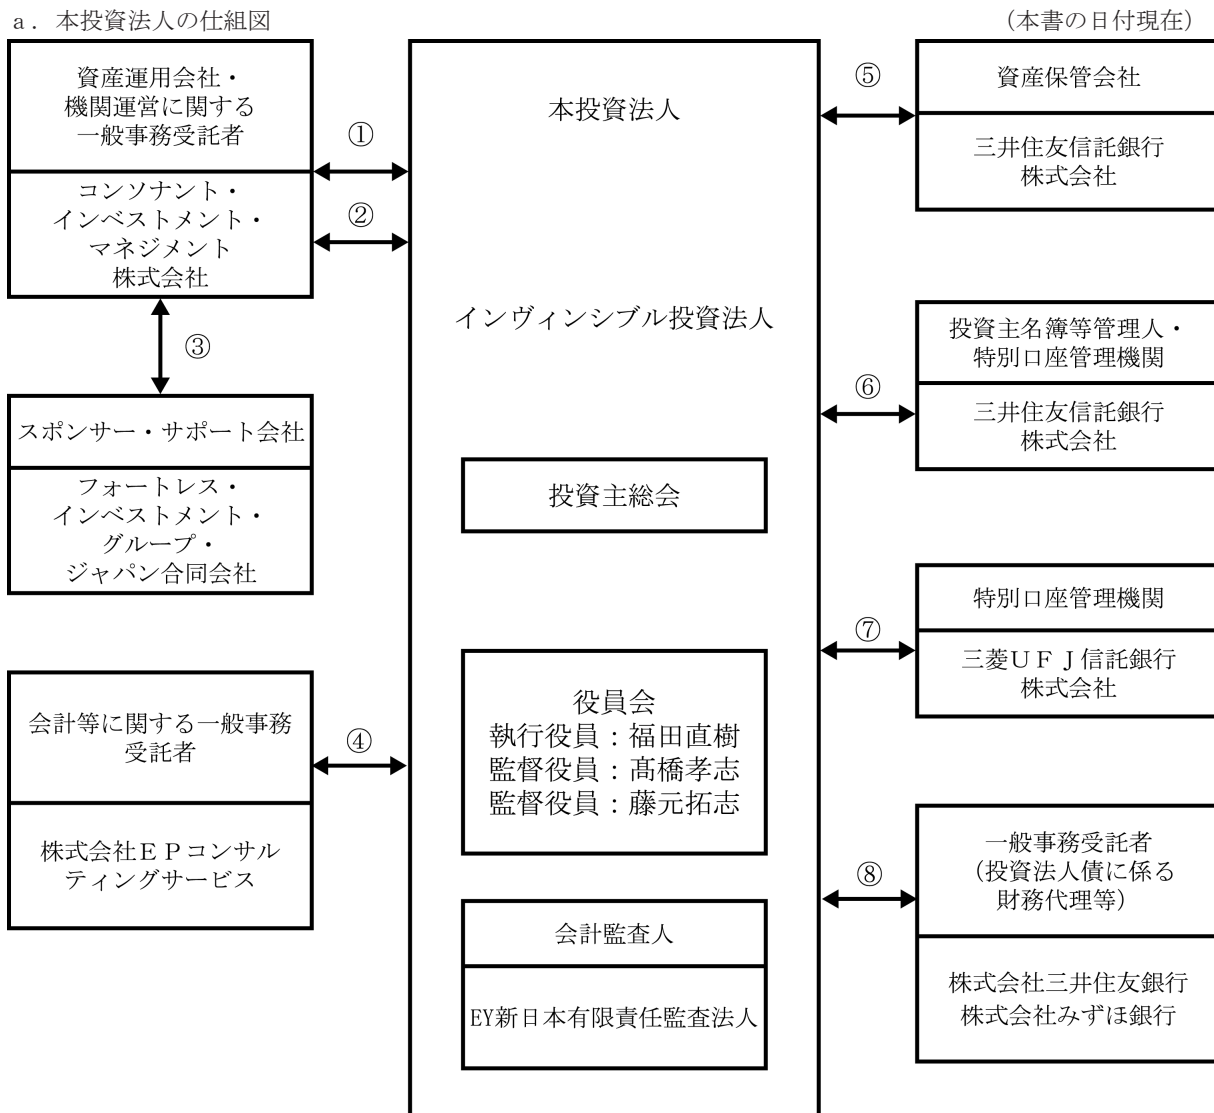 a．本投資法人の仕組図
（本書の日付現在）
資産運用会社・
機関運営に関する
一般事務受託者
コンソナント・
インベストメント・
マネジメント
株式会社
①
②
③
スポンサー・サポート会社
フォートレス・
インベストメント・
グループ・
ジャパン合同会社
会計等に関する一般事務
受託者
株式会社ＥＰコンサル
ティングサービス
④
本投資法人
インヴィンシブル投資法人
投資主総会
役員会
執行役員：福田直樹
監督役員：髙橋孝志
監督役員：藤元拓志
会計監査人
EY新日本有限責任監査法人
⑤
資産保管会社
三井住友信託銀行
株式会社
⑥
投資主名簿等管理人・
特別口座管理機関
三井住友信託銀行
株式会社
⑦
特別口座管理機関
三菱ＵＦＪ信託銀行
株式会社
⑧
一般事務受託者
（投資法人債に係る
財務代理等）
株式会社三井住友銀行
株式会社みずほ銀行